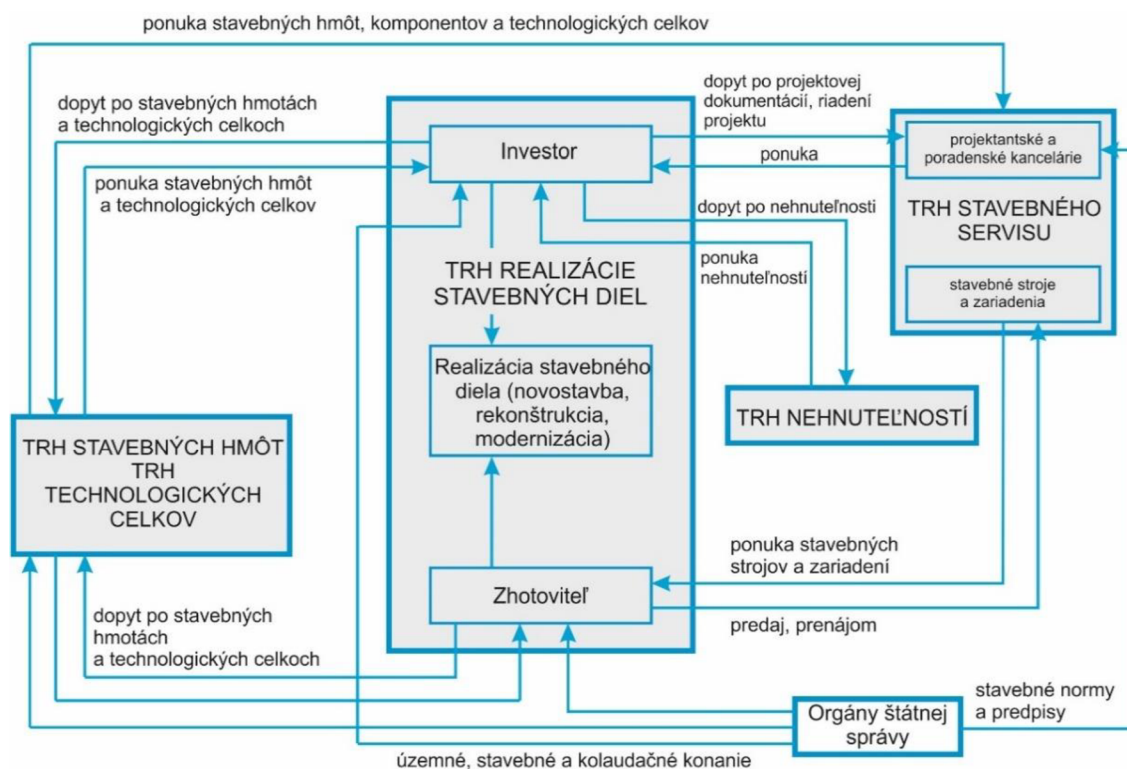 ponuka stavebných hmôt, komponentov a technologických celkov
dopyt po stavebných hmotách
a technologických celkoch
ponuka stavebných hmôt
a technologických celkov
Investor
dopyt po projektovej
dokumentácií, riadení
projektu
ponuka
projektantské a
poradenské kancelárie
TRH STAVEBNÉHO
SERVISU
stavebné stroje
a zariadenia
dopyt po nehnuteľnosti
ponuka
nehnuteľností
TRH REALIZÁCIE
STAVEBNÝCH DIEL
Realizácia stavebného
diela (novostavba,
rekonštrukcia,
modernizácia)
TRH NEHNUTEĽNOSTÍ
TRH STAVEBNÝCH HMÔT
TRH
TECHNOLOGICKÝCH
CELKOV
ponuka stavebných
strojov a zariadení
Zhotoviteľ
predaj, prenájom
dopyt po stavebných
hmotách
a technologických celkoch
Orgány štátnej
správy
stavebné normy
a predpisy
územné, stavebné a kolaudačné konanie